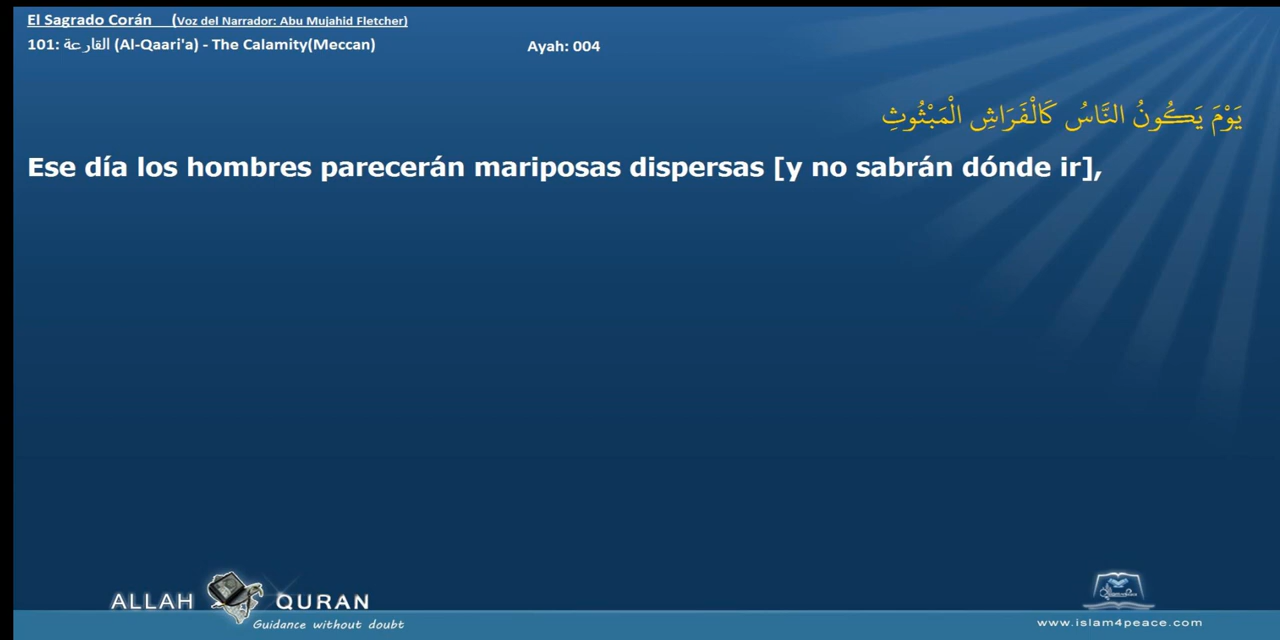 El Sagrado Corán (Voz del Narrador: Abu Mujahid Fletcher)
101: القارعة (Al-Qaari'a) - The Calamity(Meccan) Ayah: 004
يَوْمَ يَكُونُ النَّاسُ كَالْفَرَاشِ الْمَبْثُوثِ
Ese día los hombres parecerán mariposas dispersas [y no sabrán dónde ir],
ALLAH QURAN
Guidance without doubt
www.islam4peace.com